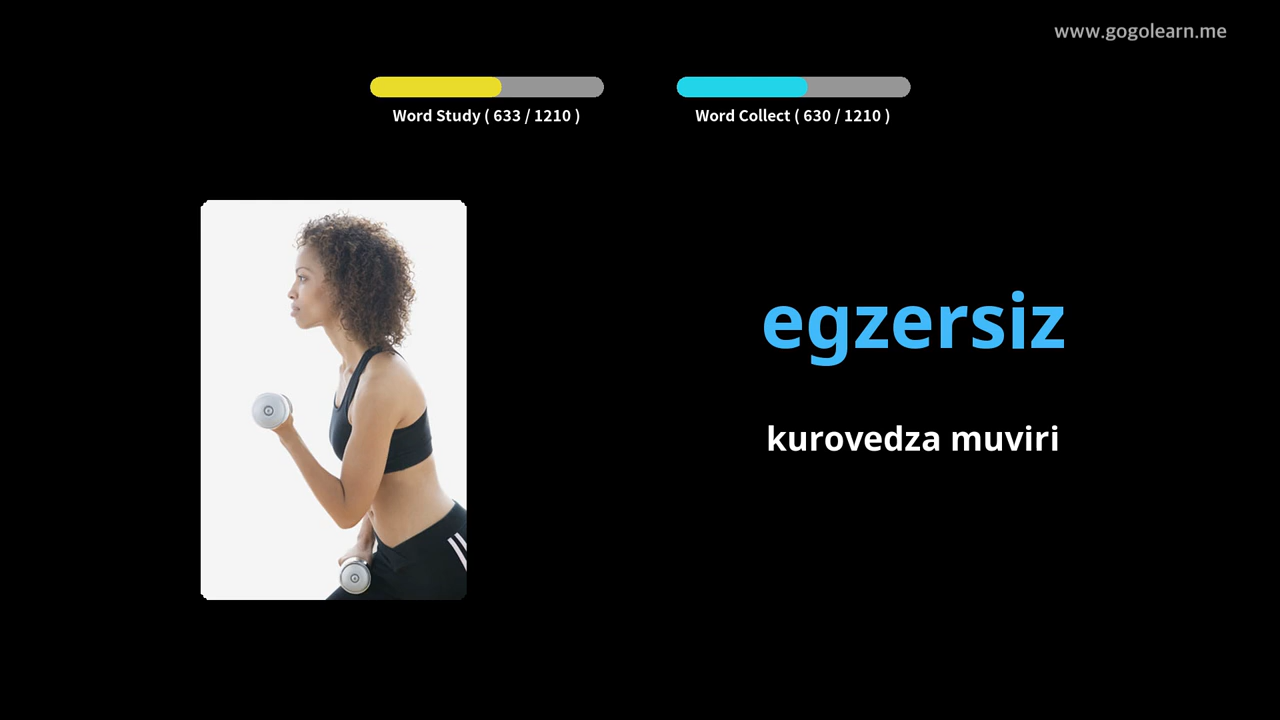 www.gogolearn.me
Word Study ( 633 / 1210 )
Word Collect ( 630 / 1210 )
egzersiz
kurovedza muviri